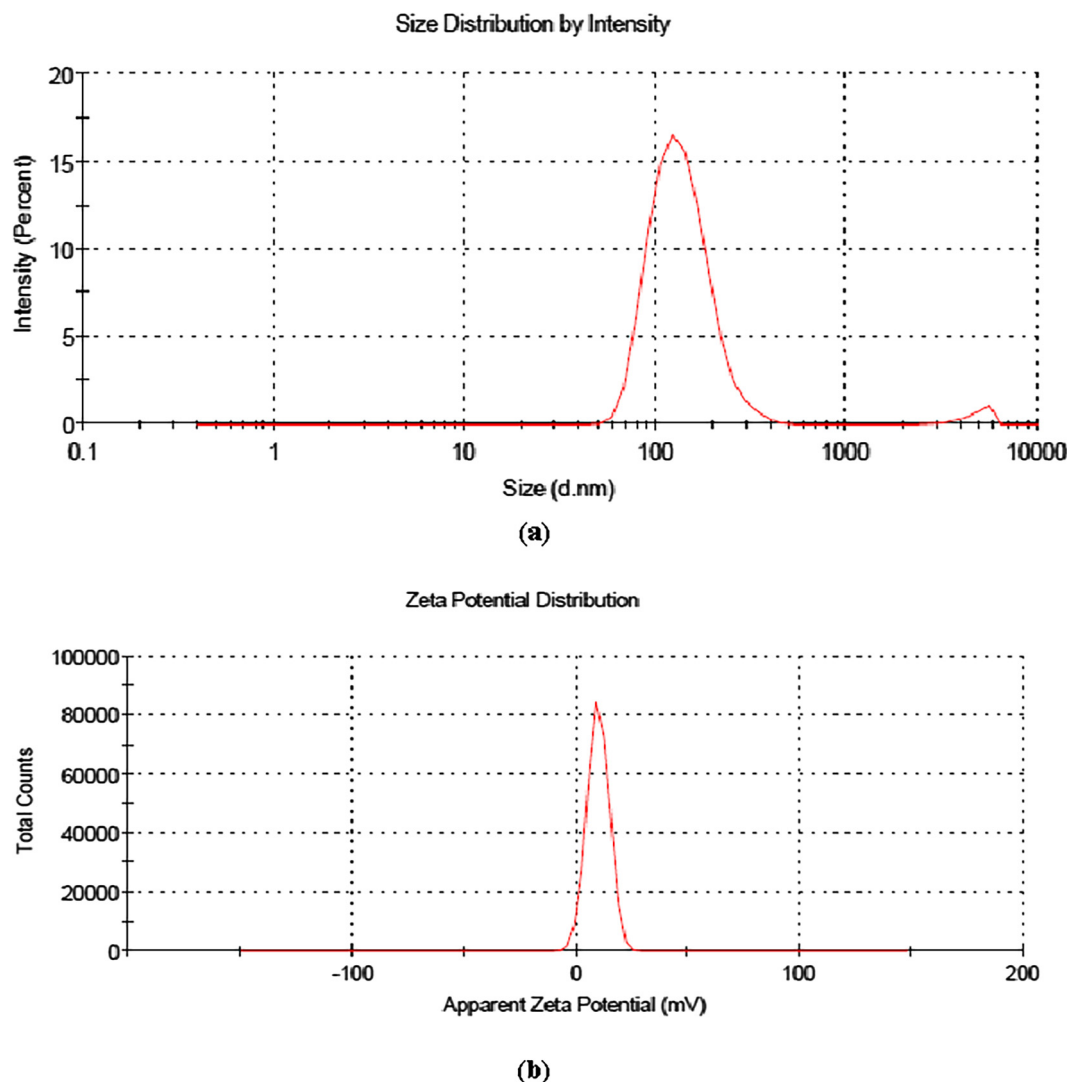 Size Distribution by Intensity
20
15
10
5
0
Intensity (Percent)
0.1 1 10 100 1000 10000
Size (d.nm)
(a)
Zeta Potential Distribution
100000
80000
60000
40000
20000
0
Total Counts
-100 0 100 200
Apparent Zeta Potential (mV)
(b)